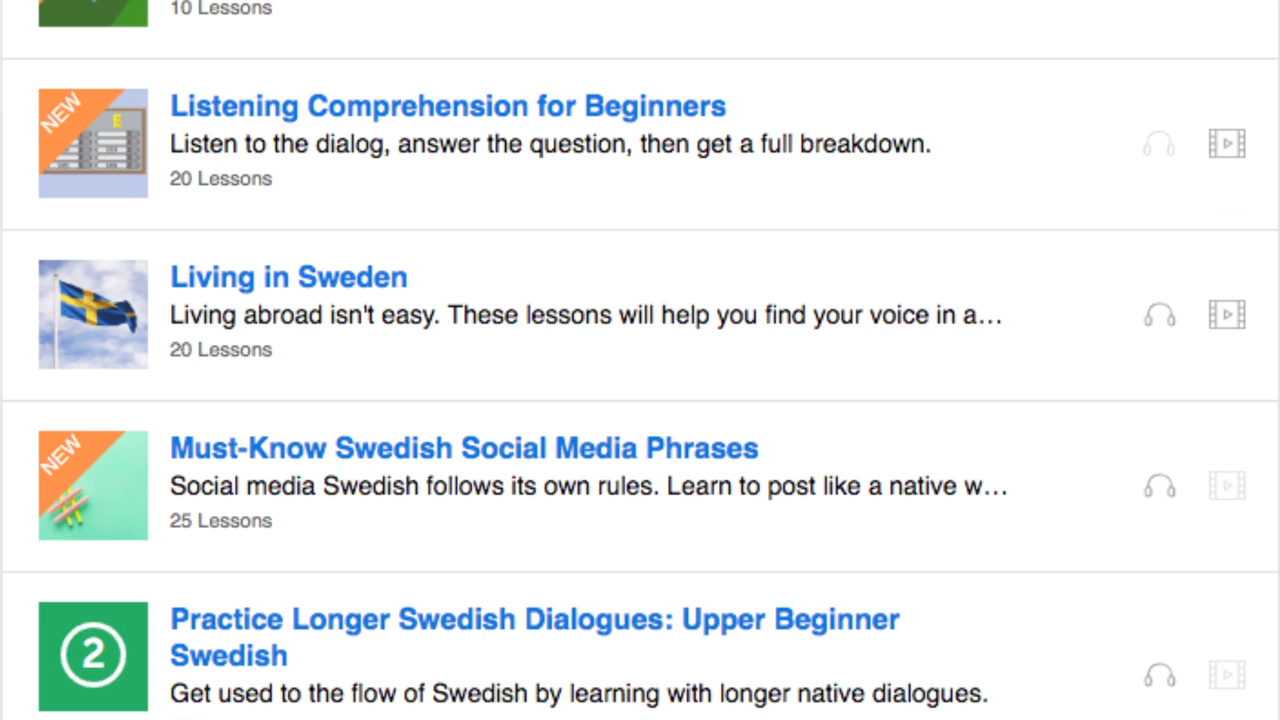 10 Lessons
NEW
E
Listening Comprehension for Beginners
Listen to the dialog, answer the question, then get a full breakdown.
20 Lessons
Living in Sweden
Living abroad isn't easy. These lessons will help you find your voice in a…
20 Lessons
NEW
Must-Know Swedish Social Media Phrases
Social media Swedish follows its own rules. Learn to post like a native w…
25 Lessons
2
Practice Longer Swedish Dialogues: Upper Beginner
Swedish
Get used to the flow of Swedish by learning with longer native dialogues.